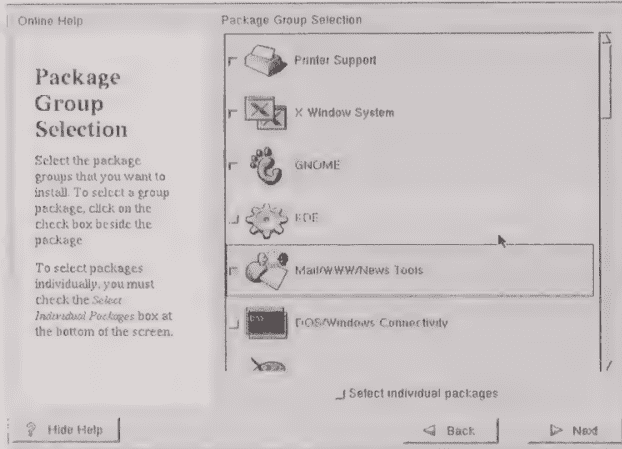 Online Help
Package Group Selection
Package
Group
Selection
Select the package
groups that you want to
install. To select a group
package, click on the
check box beside the
package
To select packages
individually, you must
check the Select
Individual Packages box at
the bottom of the screen.
Printer Support
X Window System
GNOME
KDE
Mail/WWW/News Tools
DOS/Windows Connectivity
Select individual packages
Hide Help
Back
Next